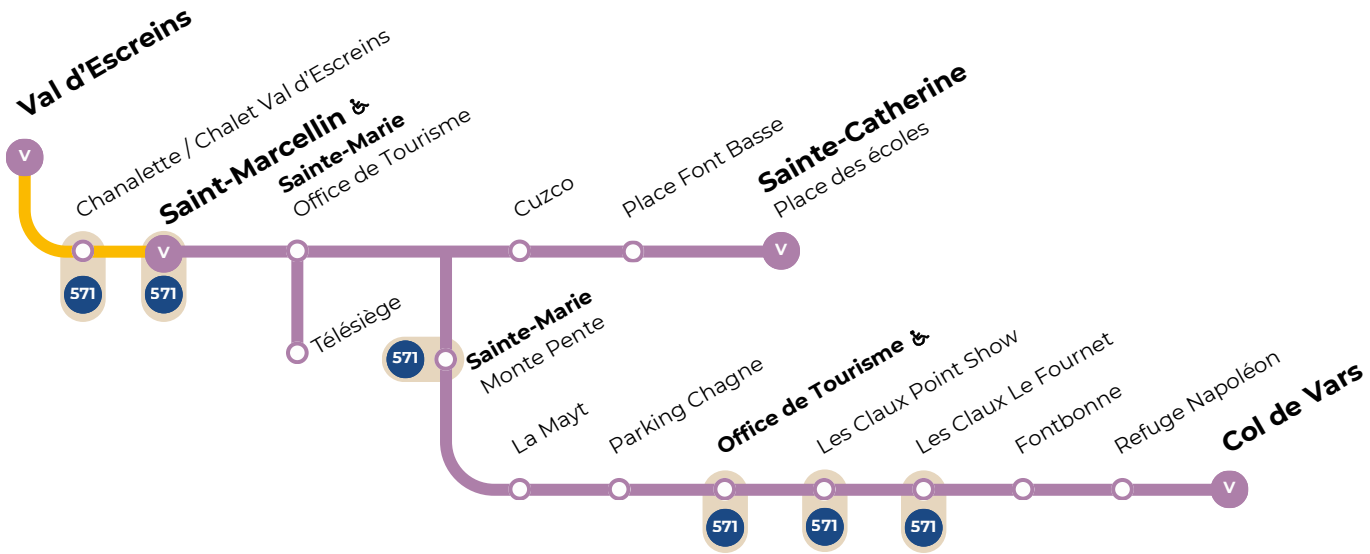 Val d'Escreins
V
Chanalette / Chalet Val d'Escreins
571
Saint-Marcellin
V
571
Sainte-Marie
Office de Tourisme
Télésiège
Cuzco
Place Font Basse
Sainte-Catherine
Place des écoles
V
571
Sainte-Marie
Monte Pente
La Mayt
Parking Chagne
Office de Tourisme
571
Les Claux Point Show
571
Les Claux Le Fournet
571
Fontbonne
Refuge Napoléon
Col de Vars
V